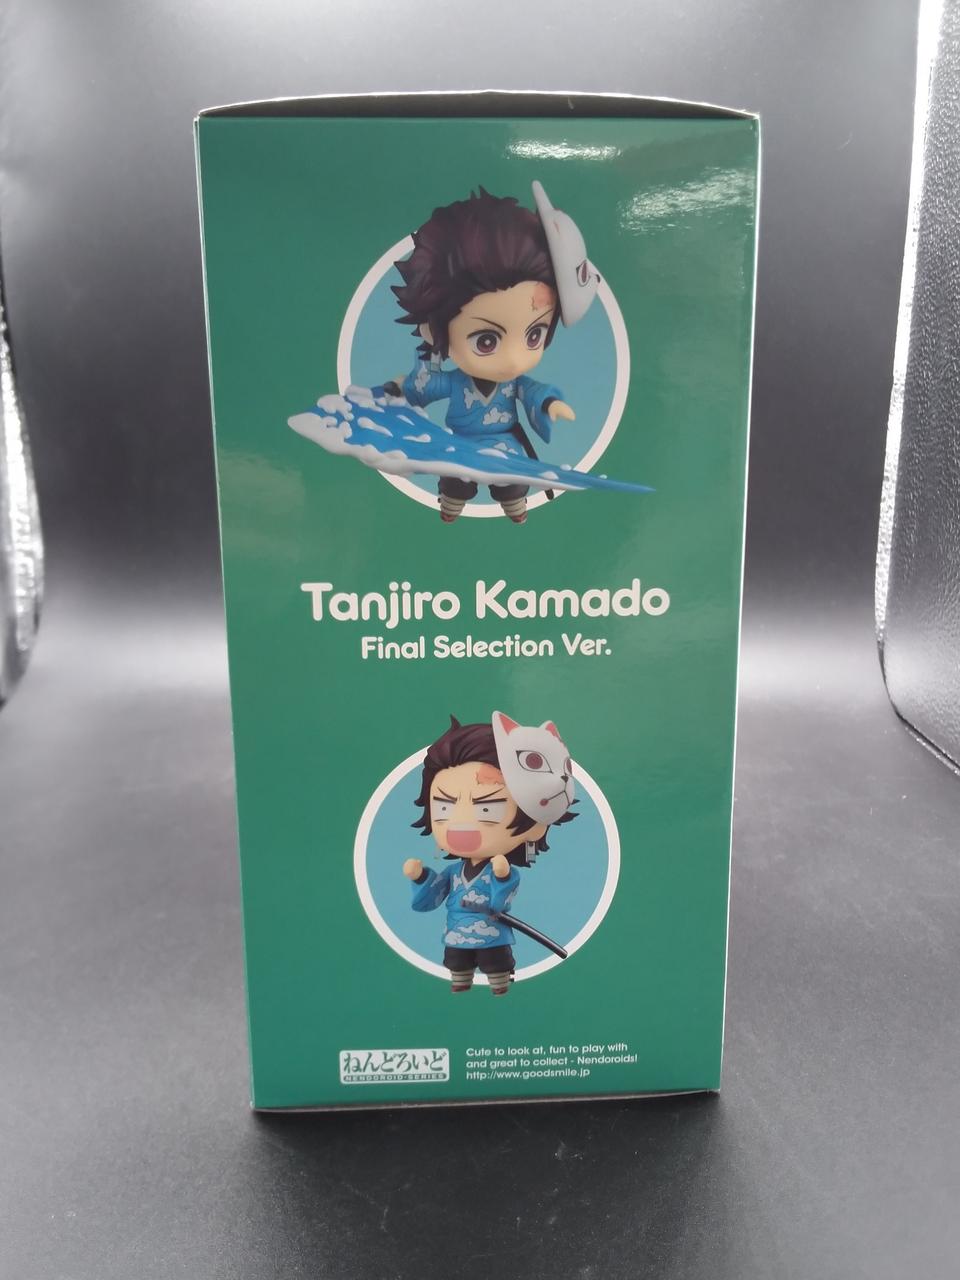 Tanjiro Kamado
Final Selection Ver.
ねんどろいど
NENDOROID SERIES
Cute to look at, fun to play with
and great to collect - Nendoroids!
http://www.goodsmile.jp